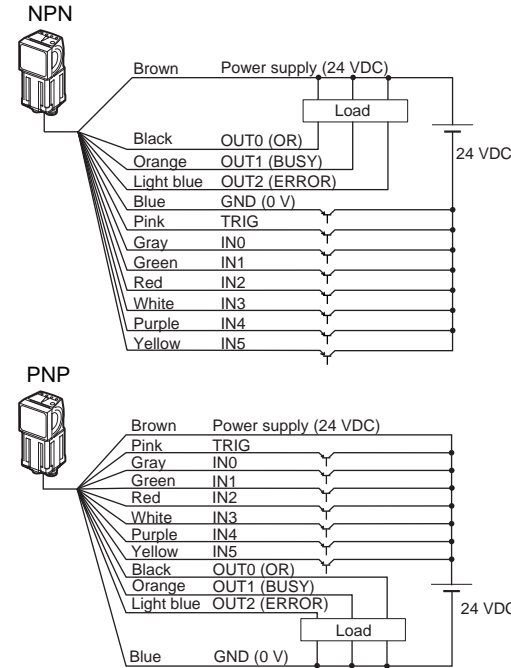 NPN
Brown Power supply (24 VDC)
Load
Black OUT0 (OR)
Orange OUT1 (BUSY)
24 VDC
Light blue OUT2 (ERROR)
Blue GND (0 V)
Pink TRIG
Gray IN0
Green IN1
Red IN2
White IN3
Purple IN4
Yellow IN5
PNP
Brown Power supply (24 VDC)
Pink TRIG
Gray IN0
Green IN1
Red IN2
White IN3
Purple IN4
Yellow IN5
Black OUT0 (OR)
Orange OUT1 (BUSY)
Light blue OUT2 (ERROR)
24 VDC
Load
Blue GND (0 V)